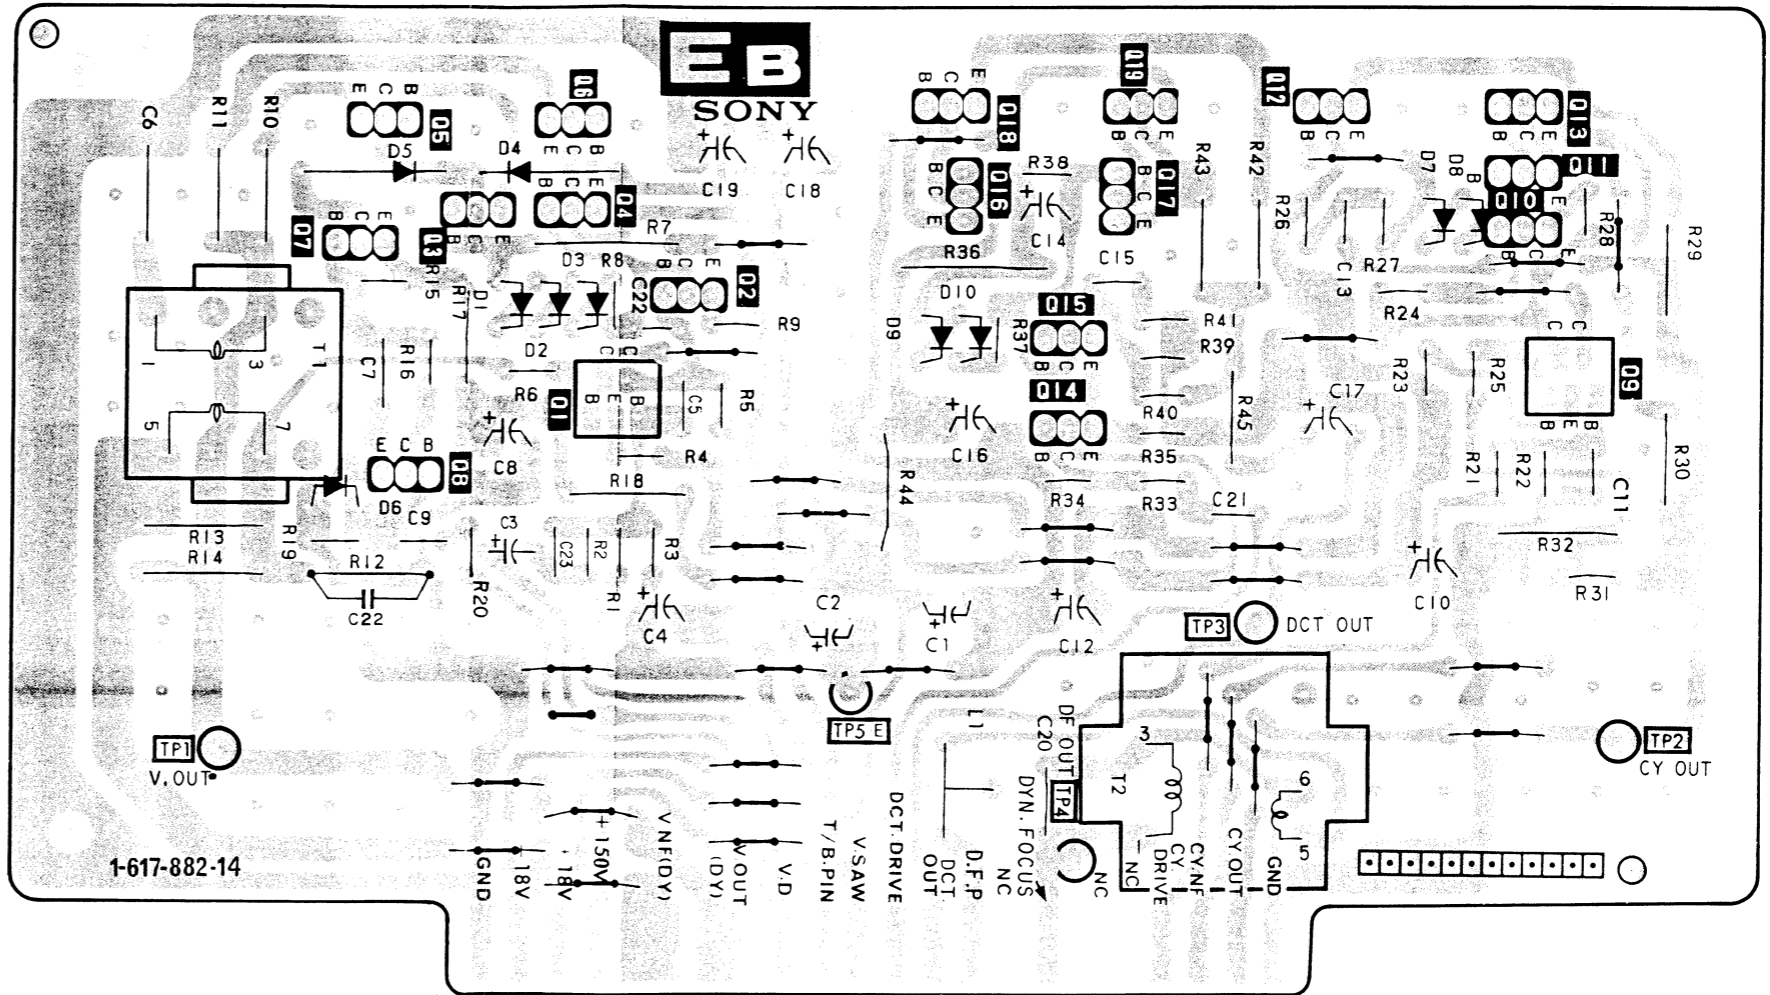 EB
SONY
C6
R11
R10
E C B
Q5
Q6
E C B
D5
D4
C19
C18
B C E
Q18
Q19
B C E
Q12
B C E
Q13
B C E
Q7
B C E
Q3
B C E
Q4
B C E
R7
B C E
Q16
R38
C14
B C E
Q17
R43
R42
R26
D7
D8
B
Q11
E
Q10
B C E
R28
R29
R15
R17
D1
D3
R8
C22
B C E
Q2
R36
C15
C13
R27
D10
D9
R37
Q15
B C E
R41
R39
R24
R9
1
3
T1
5
7
C7
R16
D2
R6
Q1
C C
B E B
C5
R5
Q14
B C E
R40
R45
C17
R23
R25
C C
Q9
B E B
C8
R4
C16
R35
R21
R22
C11
R30
E C B
Q8
D6
C9
R18
R44
R34
R33
C21
R13
R14
R19
R12
C22
R20
C3
C23
R2
R1
R3
C4
C2
C1
C12
R32
R31
C10
TP3
DCT OUT
TP1
V.OUT
TP5 E
L1
C20
DF OUT
TP4
3
T2
6
5
TP2
CY OUT
1-617-882-14
GND
18V
-18V
+150V
V NF(DY)
V.OUT
(DY)
V.D
T/B.PIN
V.SAW
DCT.DRIVE
DCT.
OUT
D.F.P
NC
DYN. FOCUS
NC
NC
CY
DRIVE
CY.NF
CY OUT
GND